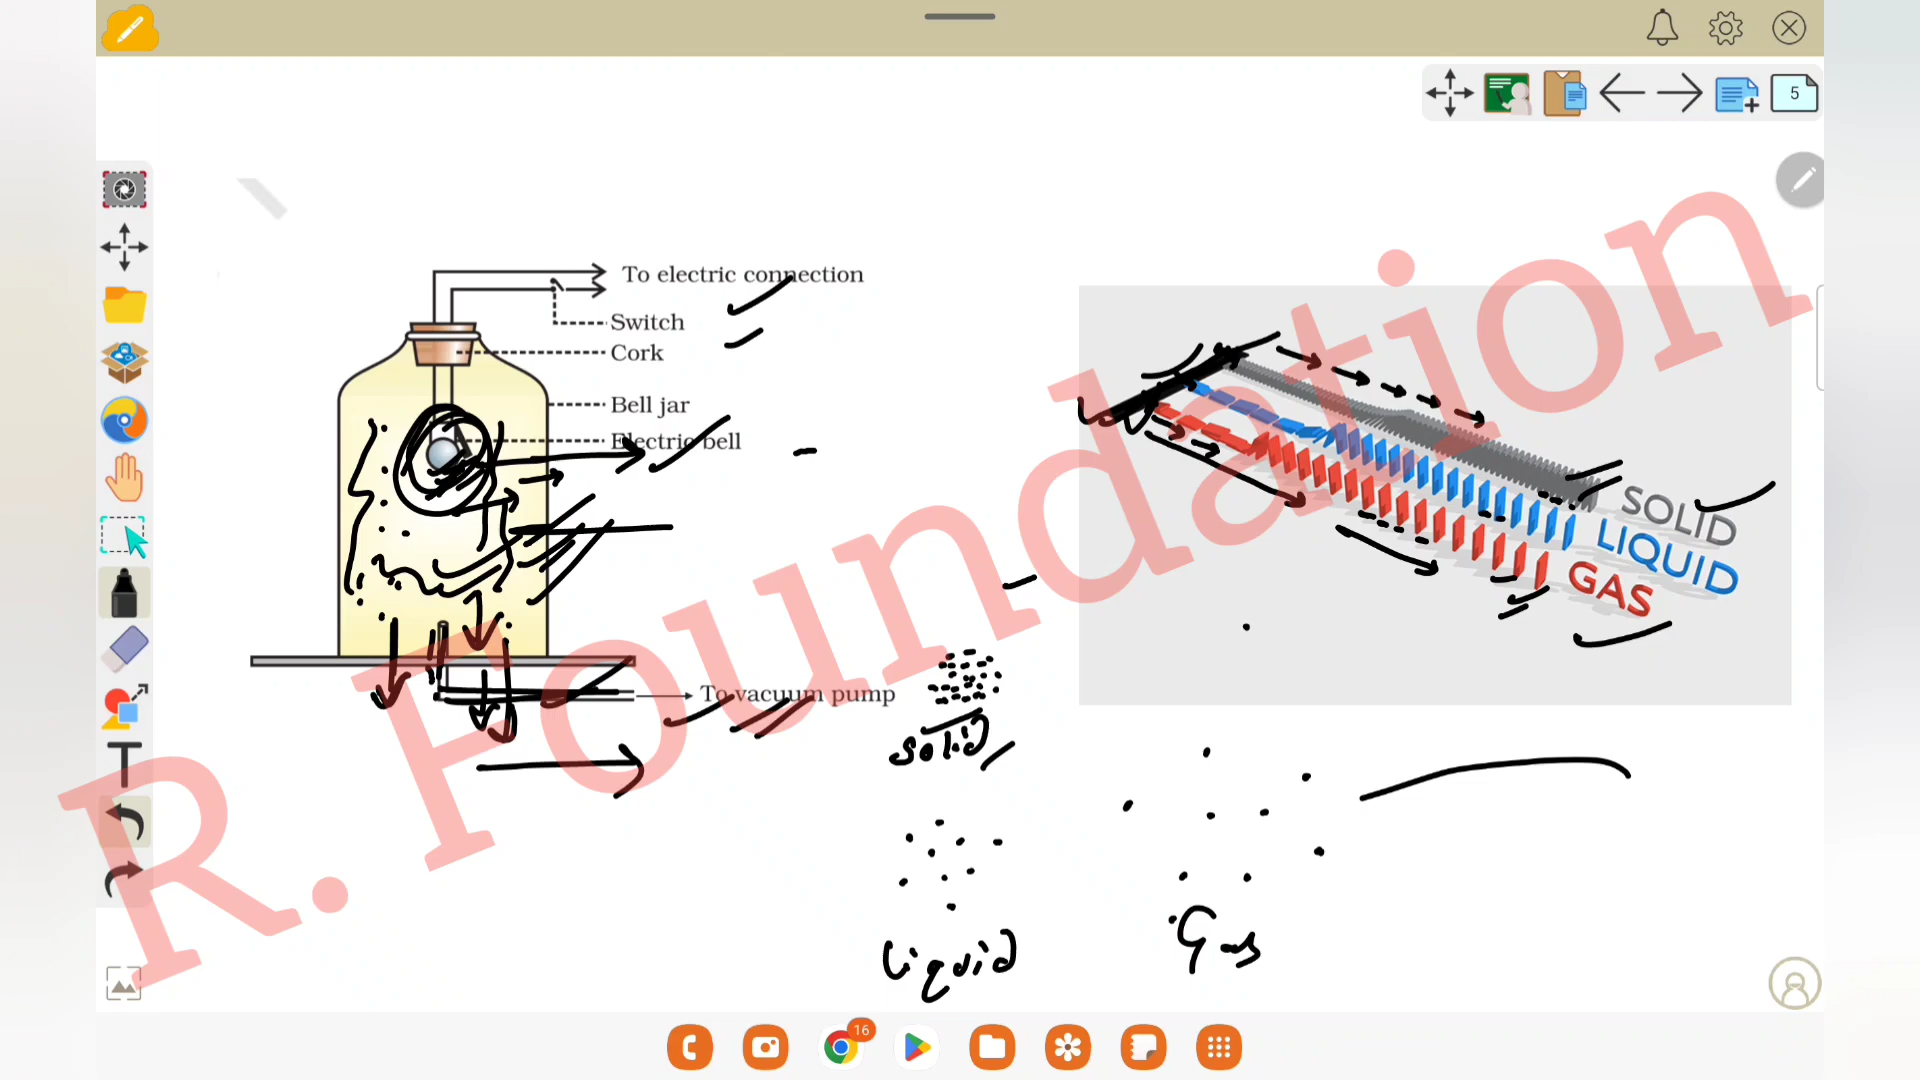 5
To electric connection
Switch
Cork
Bell jar
Electric bell
To vacuum pump
SOLID
LIQUID
GAS
solid
liquid
Gas
R. Foundation
16